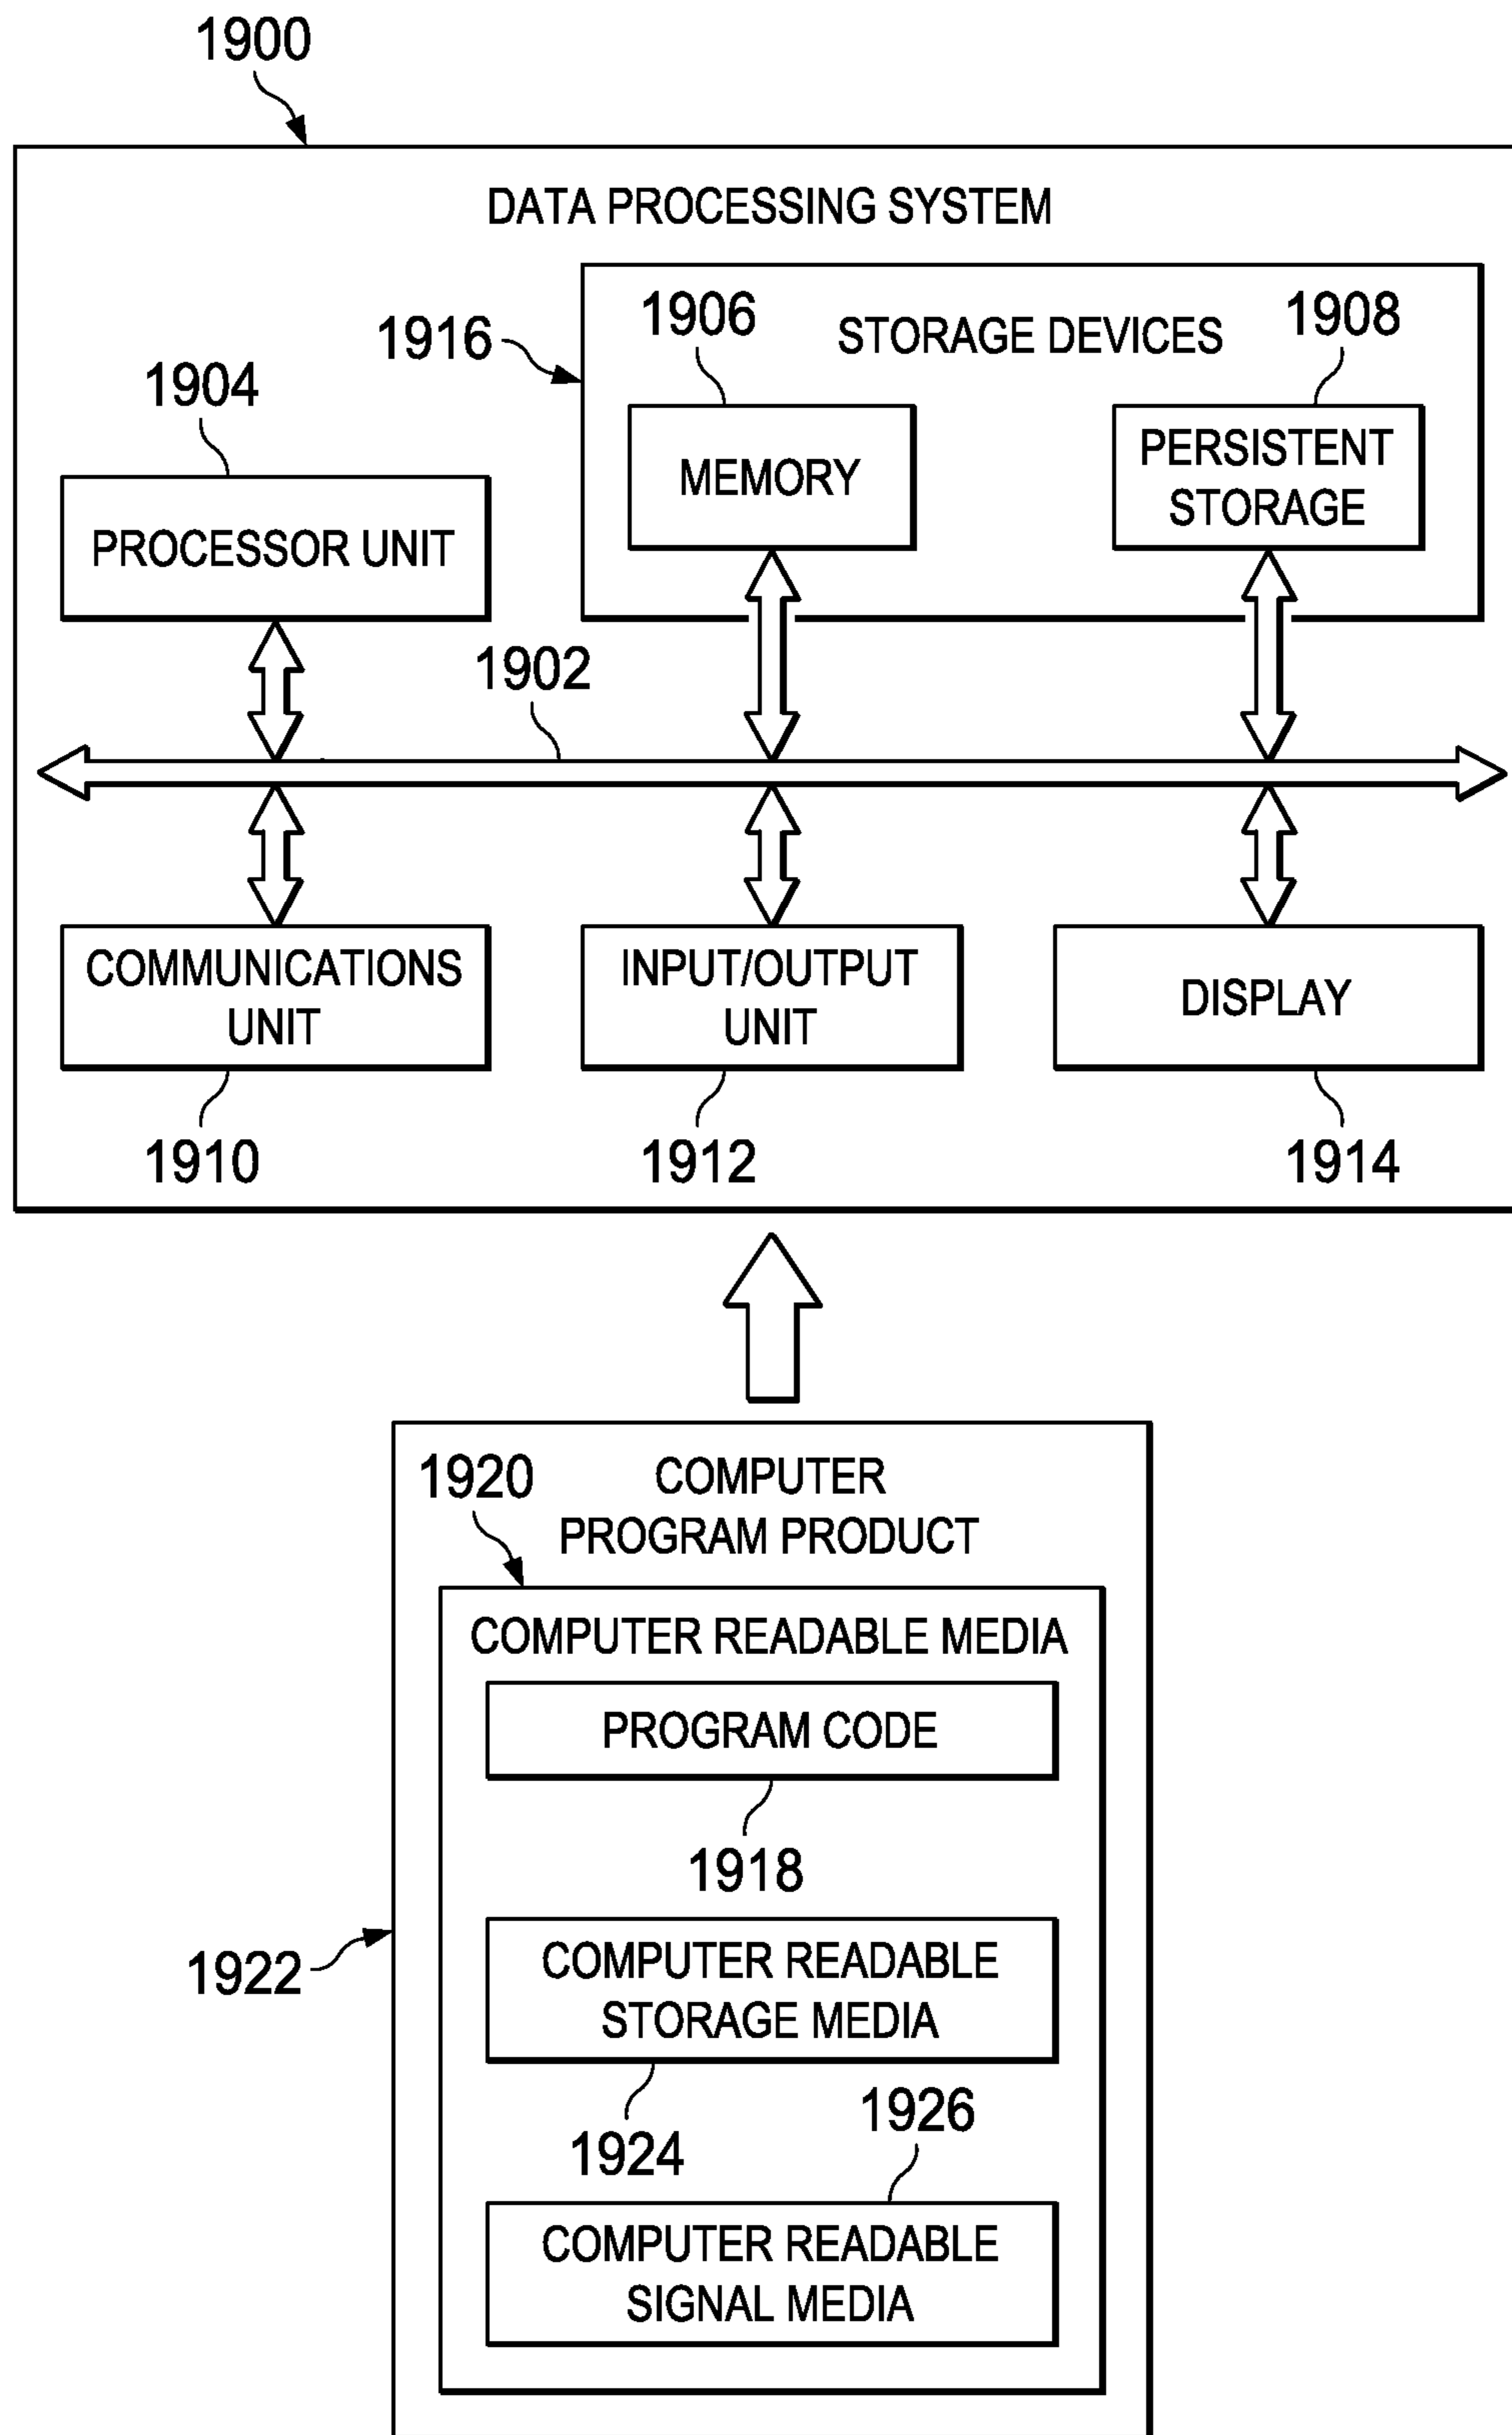 1900
DATA PROCESSING SYSTEM
1916
1906
STORAGE DEVICES
1908
1904
MEMORY
PERSISTENT
STORAGE
PROCESSOR UNIT
1902
COMMUNICATIONS
UNIT
INPUT/OUTPUT
UNIT
DISPLAY
1910
1912
1914
1920
COMPUTER
PROGRAM PRODUCT
COMPUTER READABLE MEDIA
PROGRAM CODE
1918
1922
COMPUTER READABLE
STORAGE MEDIA
1924
1926
COMPUTER READABLE
SIGNAL MEDIA